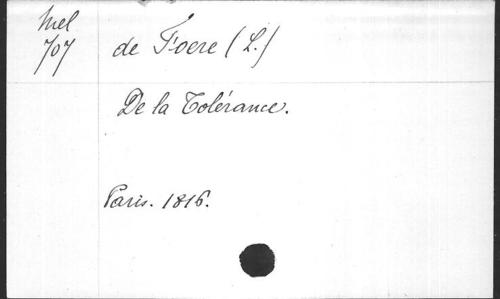 Mel
707
de Foere (L.)
De la Tolérance.
Paris. 1816.